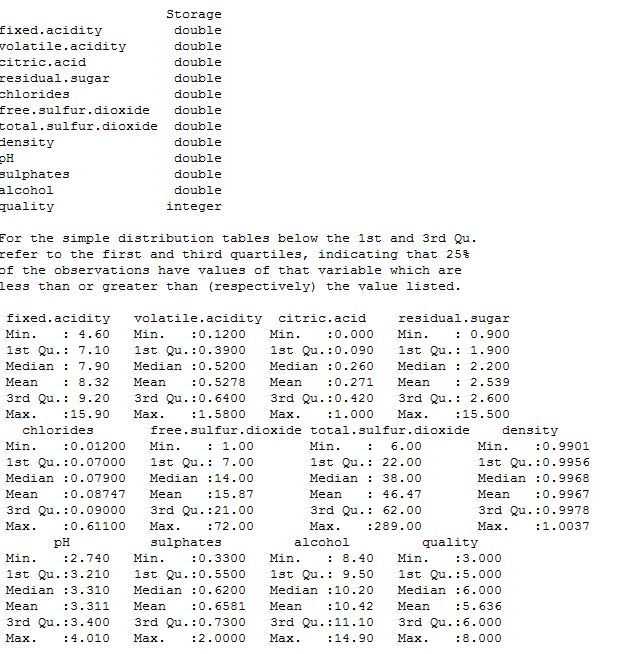 Storage
fixed.acidity double
volatile.acidity double
citric.acid double
residual.sugar double
chlorides double
free.sulfur.dioxide double
total.sulfur.dioxide double
density double
pH double
sulphates double
alcohol double
quality integer
For the simple distribution tables below the 1st and 3rd Qu.
refer to the first and third quartiles, indicating that 25%
of the observations have values of that variable which are
less than or greater than (respectively) the value listed.
fixed.acidity volatile.acidity citric.acid residual.sugar
Min. : 4.60 Min. :0.1200 Min. :0.000 Min. : 0.900
1st Qu.: 7.10 1st Qu.:0.3900 1st Qu.:0.090 1st Qu.: 1.900
Median : 7.90 Median :0.5200 Median :0.260 Median : 2.200
Mean : 8.32 Mean :0.5278 Mean :0.271 Mean : 2.539
3rd Qu.: 9.20 3rd Qu.:0.6400 3rd Qu.:0.420 3rd Qu.: 2.600
Max. :15.90 Max. :1.5800 Max. :1.000 Max. :15.500
chlorides free.sulfur.dioxide total.sulfur.dioxide density
Min. :0.01200 Min. : 1.00 Min. : 6.00 Min. :0.9901
1st Qu.:0.07000 1st Qu.: 7.00 1st Qu.: 22.00 1st Qu.:0.9956
Median :0.07900 Median :14.00 Median : 38.00 Median :0.9968
Mean :0.08747 Mean :15.87 Mean : 46.47 Mean :0.9967
3rd Qu.:0.09000 3rd Qu.:21.00 3rd Qu.: 62.00 3rd Qu.:0.9978
Max. :0.61100 Max. :72.00 Max. :289.00 Max. :1.0037
pH sulphates alcohol quality
Min. :2.740 Min. :0.3300 Min. : 8.40 Min. :3.000
1st Qu.:3.210 1st Qu.:0.5500 1st Qu.: 9.50 1st Qu.:5.000
Median :3.310 Median :0.6200 Median :10.20 Median :6.000
Mean :3.311 Mean :0.6581 Mean :10.42 Mean :5.636
3rd Qu.:3.400 3rd Qu.:0.7300 3rd Qu.:11.10 3rd Qu.:6.000
Max. :4.010 Max. :2.0000 Max. :14.90 Max. :8.000